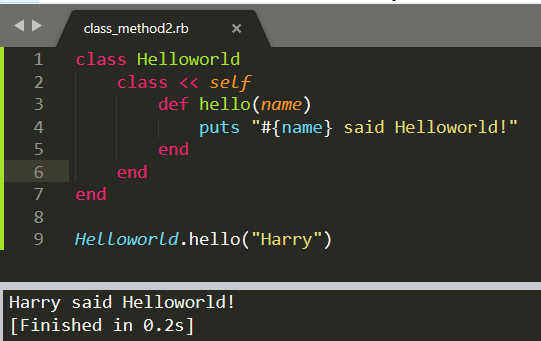 class_method2.rb ×
1 class Helloworld
2     class << self
3         def hello(name)
4             puts "#{name} said Helloworld!"
5         end
6     end
7 end
8
9 Helloworld.hello("Harry")
Harry said Helloworld!
[Finished in 0.2s]